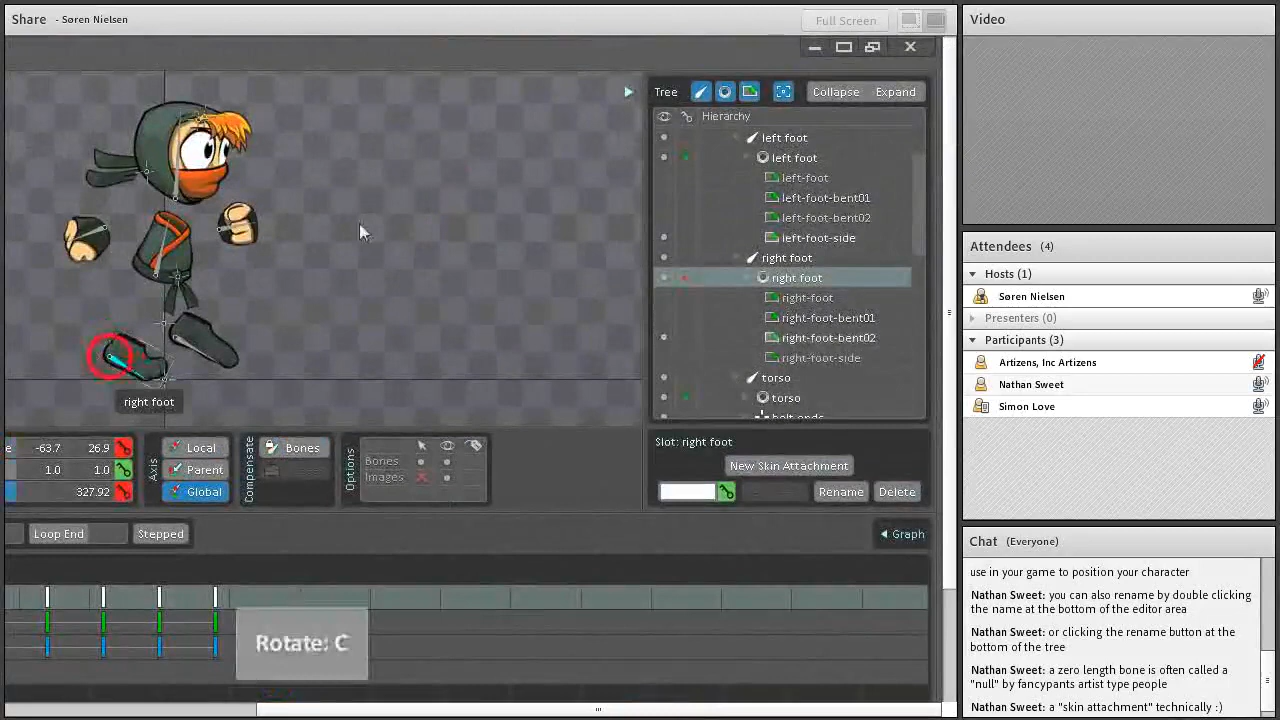 Share - Søren Nielsen
Full Screen
Video
Tree
Collapse
Expand
Hierarchy
left foot
left foot
left-foot
left-foot-bent01
left-foot-bent02
left-foot-side
right foot
right foot
right-foot
right-foot-bent01
right-foot-bent02
right-foot-side
torso
torso
right foot
Attendees (4)
Hosts (1)
Søren Nielsen
Presenters (0)
Participants (3)
Artizens, Inc Artizens
Nathan Sweet
Simon Love
-63.7 26.9
1.0 1.0
327.92
Axis
Local
Parent
Global
Compensate
Bones
Options
Bones
Images
Slot: right foot
New Skin Attachment
Rename
Delete
Loop End
Stepped
Graph
Rotate: C
Chat (Everyone)
use in your game to position your character
Nathan Sweet: you can also rename by double clicking
the name at the bottom of the editor area
Nathan Sweet: or clicking the rename button at the
bottom of the tree
Nathan Sweet: a zero length bone is often called a
"null" by fancypants artist type people
Nathan Sweet: a "skin attachment" technically :)